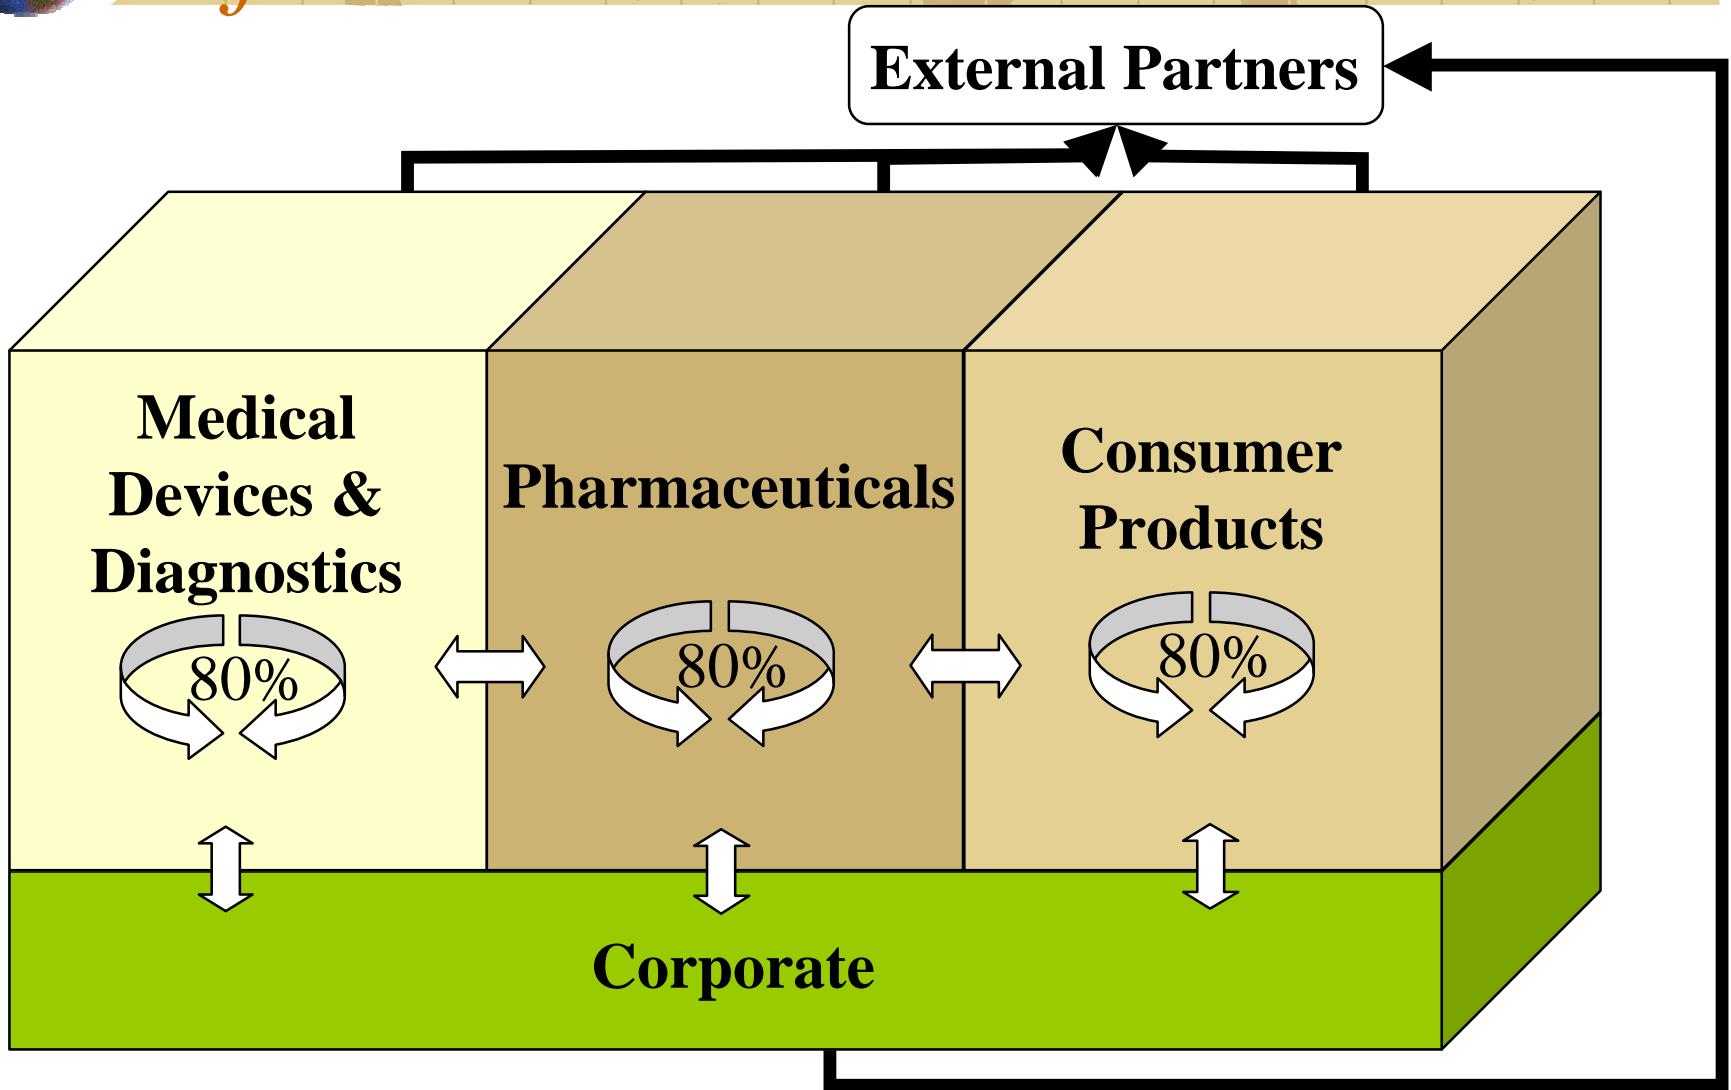 External Partners
Medical
Devices &
Diagnostics
Pharmaceuticals
Consumer
Products
80%
80%
80%
Corporate